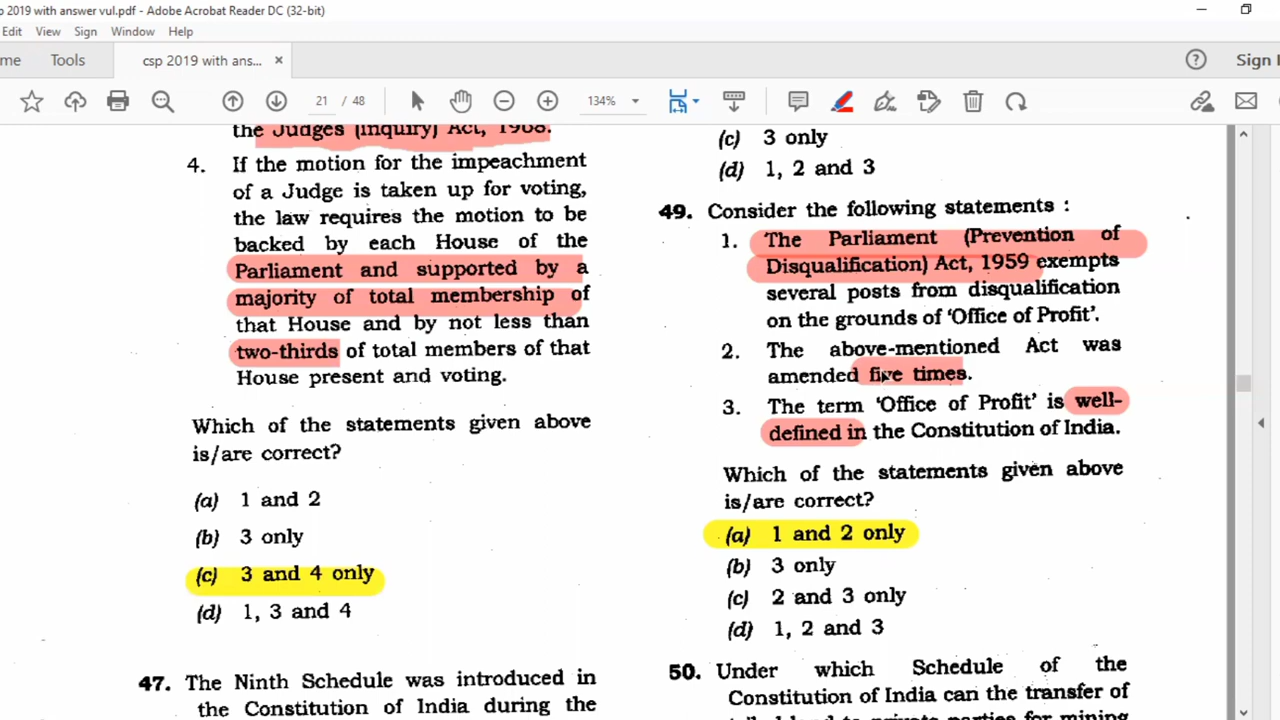 sp 2019 with answer vul.pdf - Adobe Acrobat Reader DC (32-bit)
Edit View Sign Window Help
me Tools csp 2019 with ans... × Sign I
21 / 48 134%
the Judges (Inquiry) Act, 1968.
4. If the motion for the impeachment
of a Judge is taken up for voting,
the law requires the motion to be
backed by each House of the
Parliament and supported by a
majority of total membership of
that House and by not less than
two-thirds of total members of that
House present and voting.
Which of the statements given above
is/are correct?
(a) 1 and 2
(b) 3 only
(c) 3 and 4 only
(d) 1, 3 and 4
47. The Ninth Schedule was introduced in
the Constitution of India during the
(c) 3 only
(d) 1, 2 and 3
49. Consider the following statements :
1. The Parliament (Prevention of
Disqualification) Act, 1959 exempts
several posts from disqualification
on the grounds of ‘Office of Profit’.
2. The above-mentioned Act was
amended five times.
3. The term ‘Office of Profit’ is well-
defined in the Constitution of India.
Which of the statements given above
is/are correct?
(a) 1 and 2 only
(b) 3 only
(c) 2 and 3 only
(d) 1, 2 and 3
50. Under which Schedule of the
Constitution of India can the transfer of
to private parties for mining